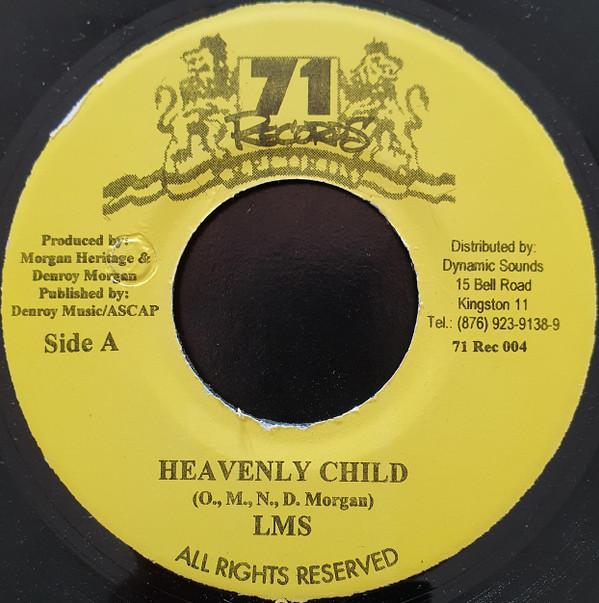 71
RECORDS
Produced by:
Morgan Heritage &
Denroy Morgan
Published by:
Denroy Music/ASCAP
Side A
Distributed by:
Dynamic Sounds
15 Bell Road
Kingston 11
Tel.: (876) 923-9138-9
71 Rec 004
HEAVENLY CHILD
(O., M., N., D. Morgan)
LMS
ALL RIGHTS RESERVED